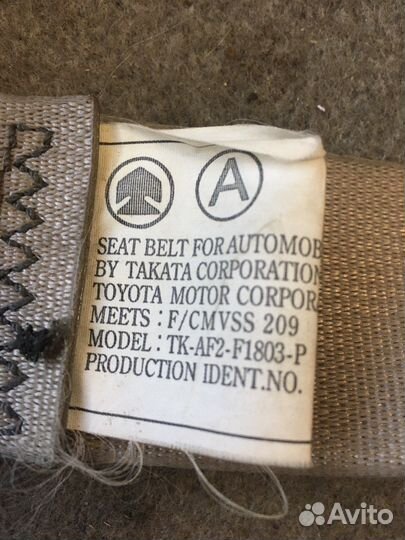 A
SEAT BELT FOR AUTOMOB
BY TAKATA CORPORATION
TOYOTA MOTOR CORPOR
MEETS : F/CMVSS 209
MODEL : TK-AF2-F1803-P
PRODUCTION IDENT.NO.
Avito